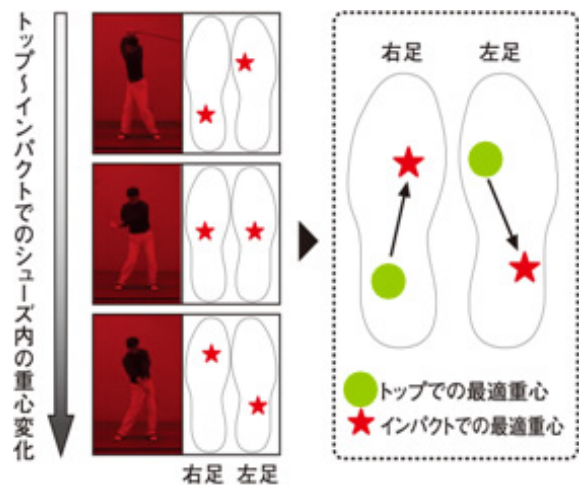 トップ～インパクトでのシューズ内の重心変化
右足 左足
右足 左足
トップでの最適重心
インパクトでの最適重心